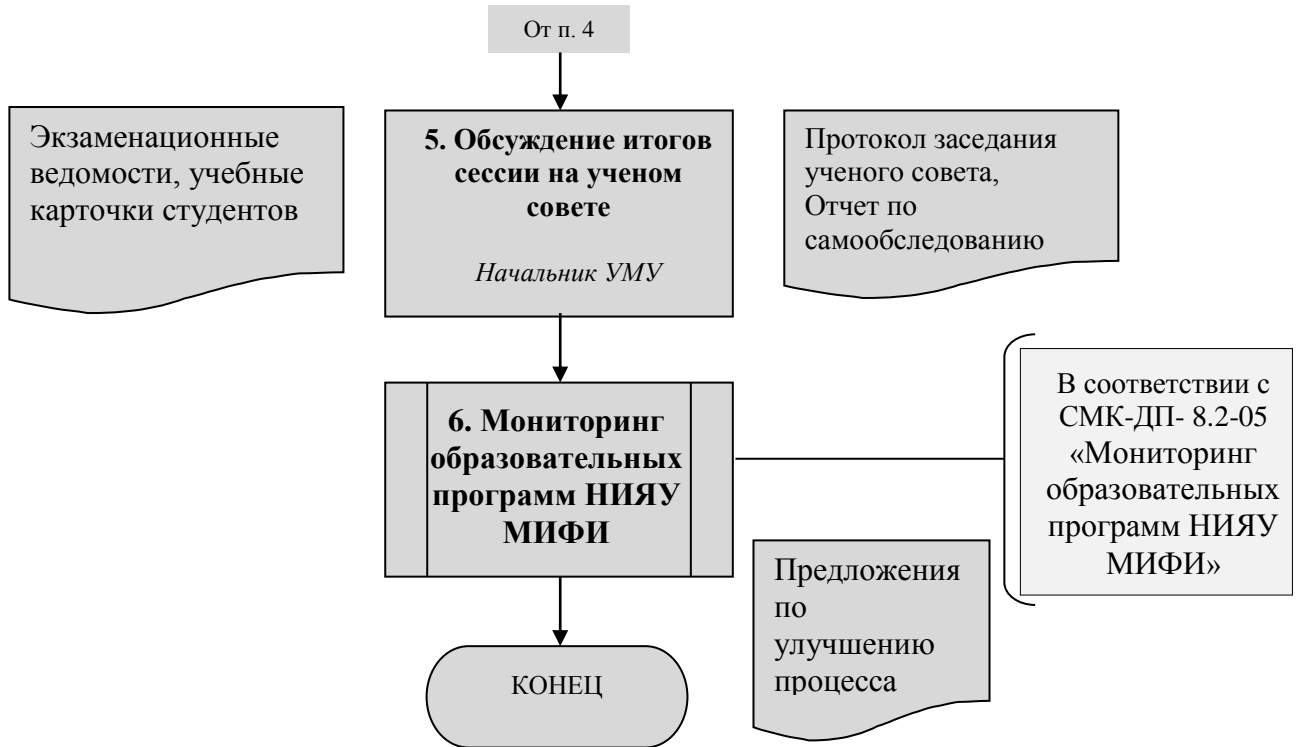 От п. 4
Экзаменационные
ведомости, учебные
карточки студентов
5. Обсуждение итогов
сессии на ученом
совете
Начальник УМУ
Протокол заседания
ученого совета,
Отчет по
самообследованию
6. Мониторинг
образовательных
программ НИЯУ
МИФИ
В соответствии с
СМК-ДП- 8.2-05
«Мониторинг
образовательных
программ НИЯУ
МИФИ»
Предложения
по
улучшению
процесса
КОНЕЦ